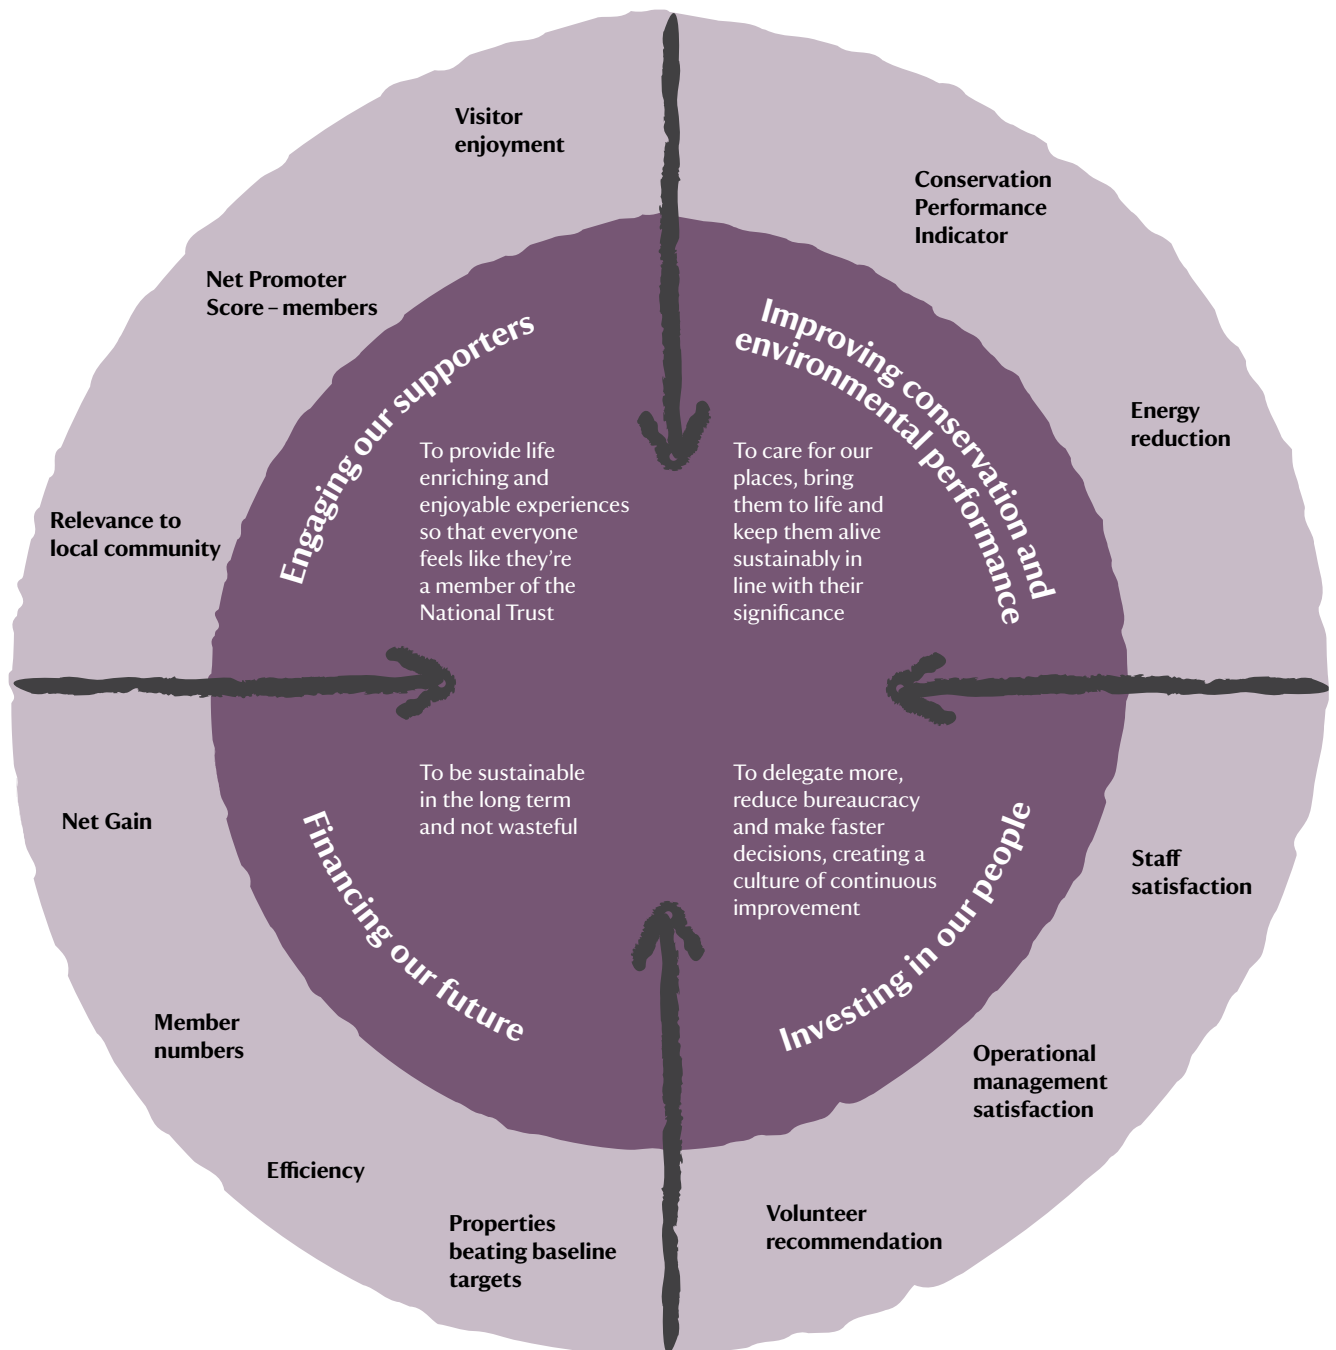 Visitor
enjoyment
Net Promoter
Score – members
Relevance to
local community
Engaging our supporters
To provide life
enriching and
enjoyable experiences
so that everyone
feels like they’re
a member of the
National Trust
Conservation
Performance
Indicator
Energy
reduction
Improving conservation and
environmental performance
To care for our
places, bring
them to life and
keep them alive
sustainably in
line with their
significance
Net Gain
Member
numbers
Efficiency
Properties
beating baseline
targets
Financing our future
To be sustainable
in the long term
and not wasteful
Staff
satisfaction
Operational
management
satisfaction
Volunteer
recommendation
Investing in our people
To delegate more,
reduce bureaucracy
and make faster
decisions, creating a
culture of continuous
improvement